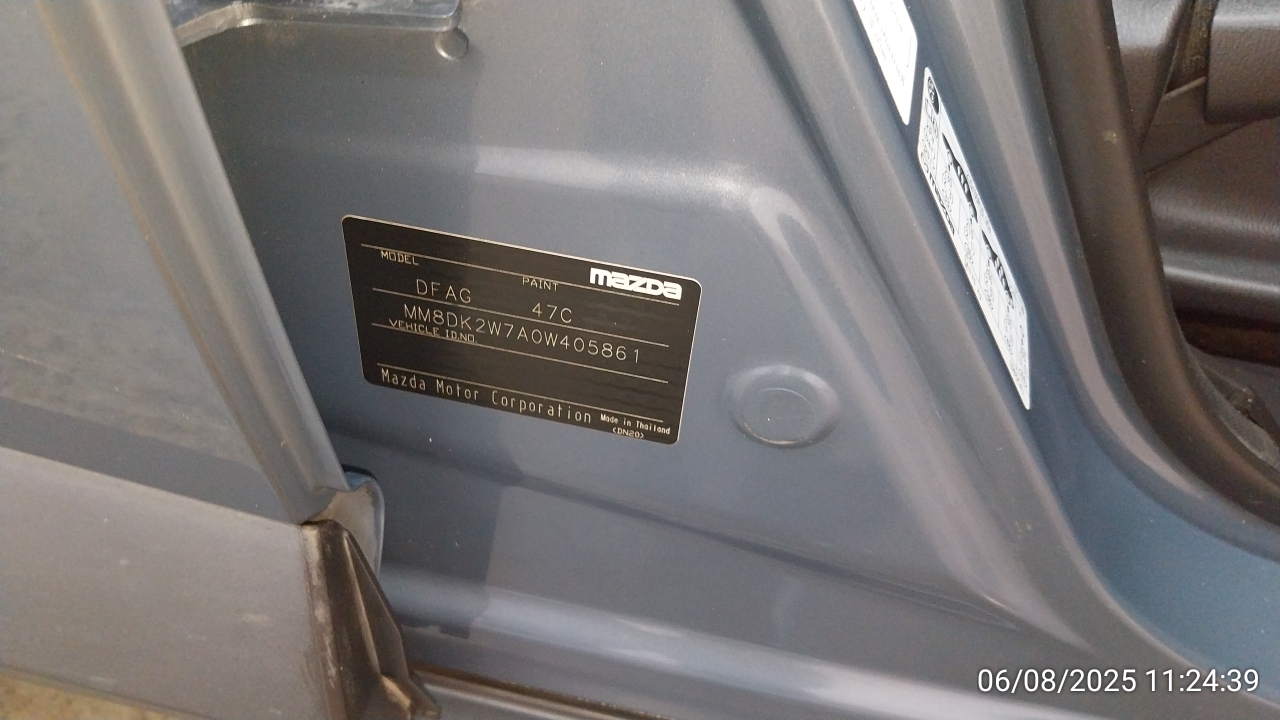 mazda
MODEL
PAINT
DFAG 47C
MM8DK2W7A0W405861
VEHICLE I.D.NO.
Mazda Motor Corporation Made in Thailand
(DN20)
06/08/2025 11:24:39